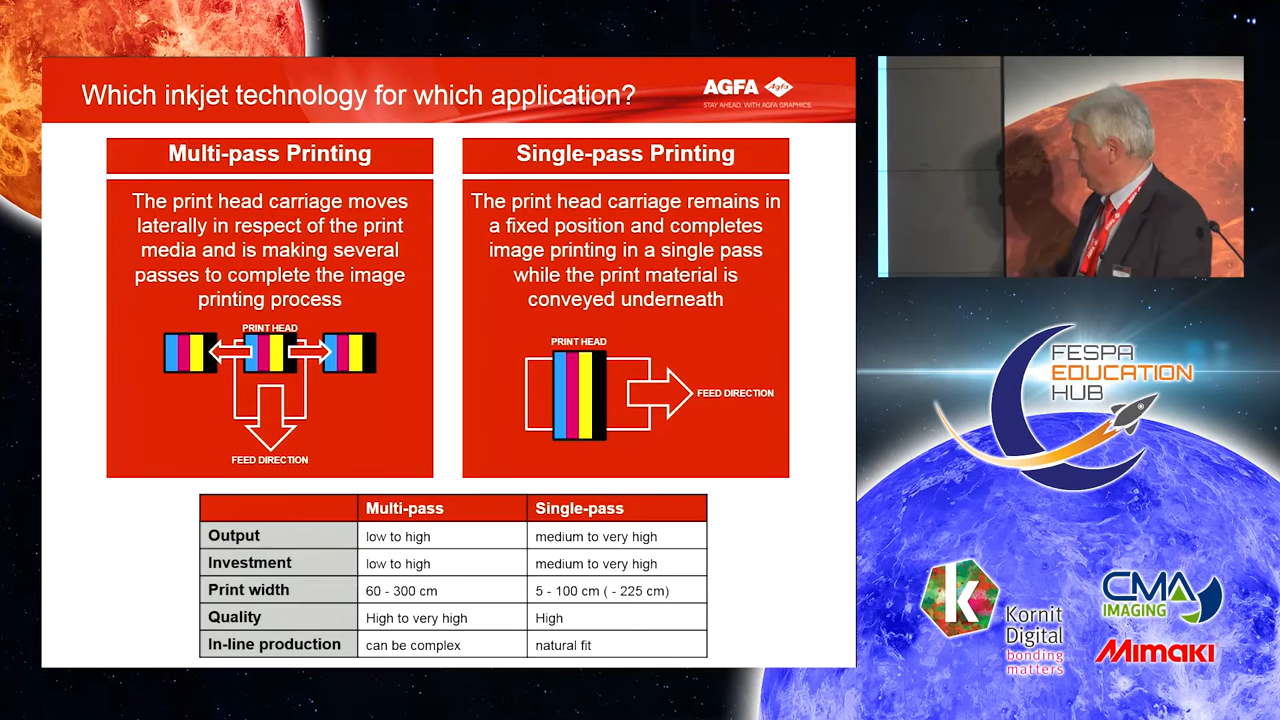 Which inkjet technology for which application?
AGFA
Agfa
STAY AHEAD. WITH AGFA GRAPHICS.
Multi-pass Printing
The print head carriage moves
laterally in respect of the print
media and is making several
passes to complete the image
printing process
PRINT HEAD
FEED DIRECTION
Single-pass Printing
The print head carriage remains in
a fixed position and completes
image printing in a single pass
while the print material is
conveyed underneath
PRINT HEAD
FEED DIRECTION
Multi-pass Single-pass
Output low to high medium to very high
Investment low to high medium to very high
Print width 60 - 300 cm 5 - 100 cm ( - 225 cm)
Quality High to very high High
In-line production can be complex natural fit
FESPA
EDUCATION
HUB
k
Kornit
Digital
bonding
matters
CMA
IMAGING
Mimaki